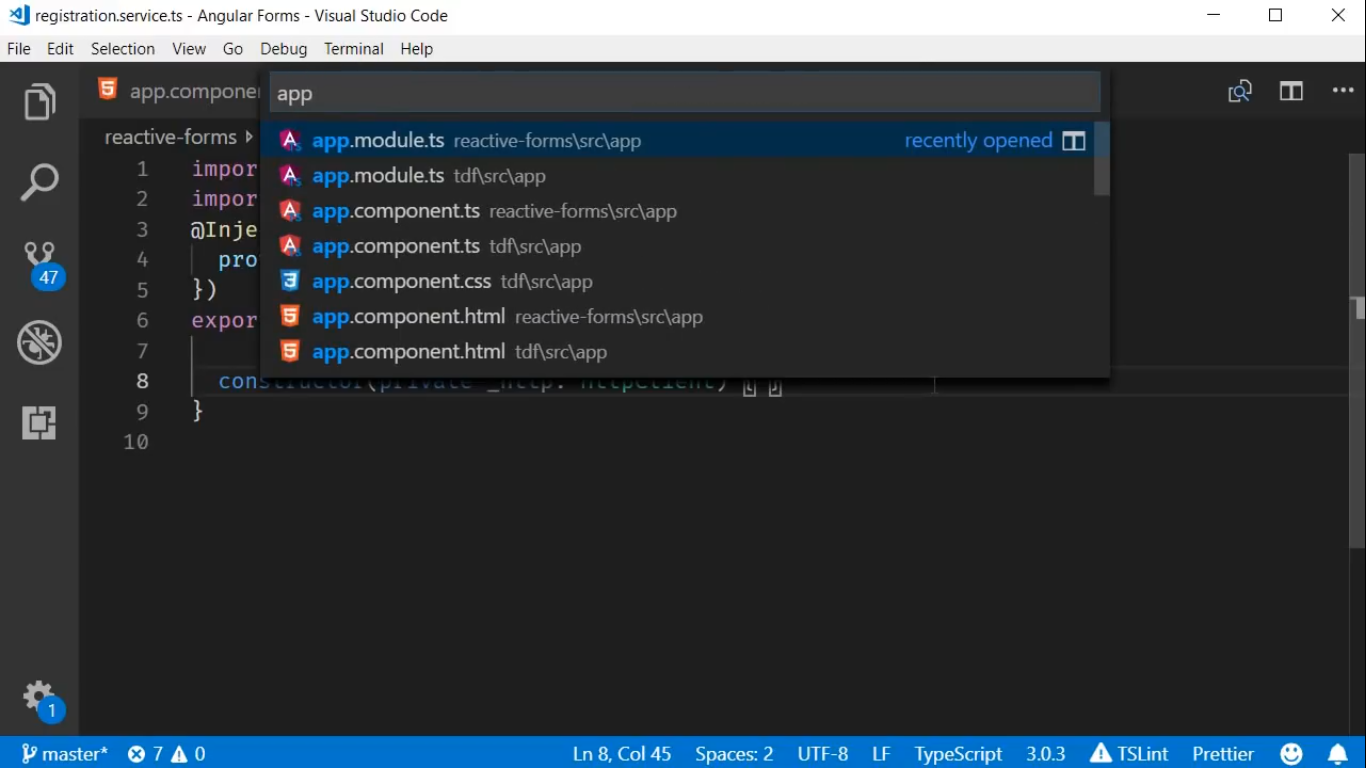 registration.service.ts - Angular Forms - Visual Studio Code
File Edit Selection View Go Debug Terminal Help
app.compone
app
reactive-forms
app.module.ts reactive-forms\src\app recently opened
app.module.ts tdf\src\app
app.component.ts reactive-forms\src\app
app.component.ts tdf\src\app
app.component.css tdf\src\app
app.component.html reactive-forms\src\app
app.component.html tdf\src\app
1 impor
2 impor
3 @Inje
4 pro
5 })
6 expor
7
8 constructor(private _http: HttpClient) { }
9 }
10
47
1
master* 7 0 Ln 8, Col 45 Spaces: 2 UTF-8 LF TypeScript 3.0.3 TSLint Prettier